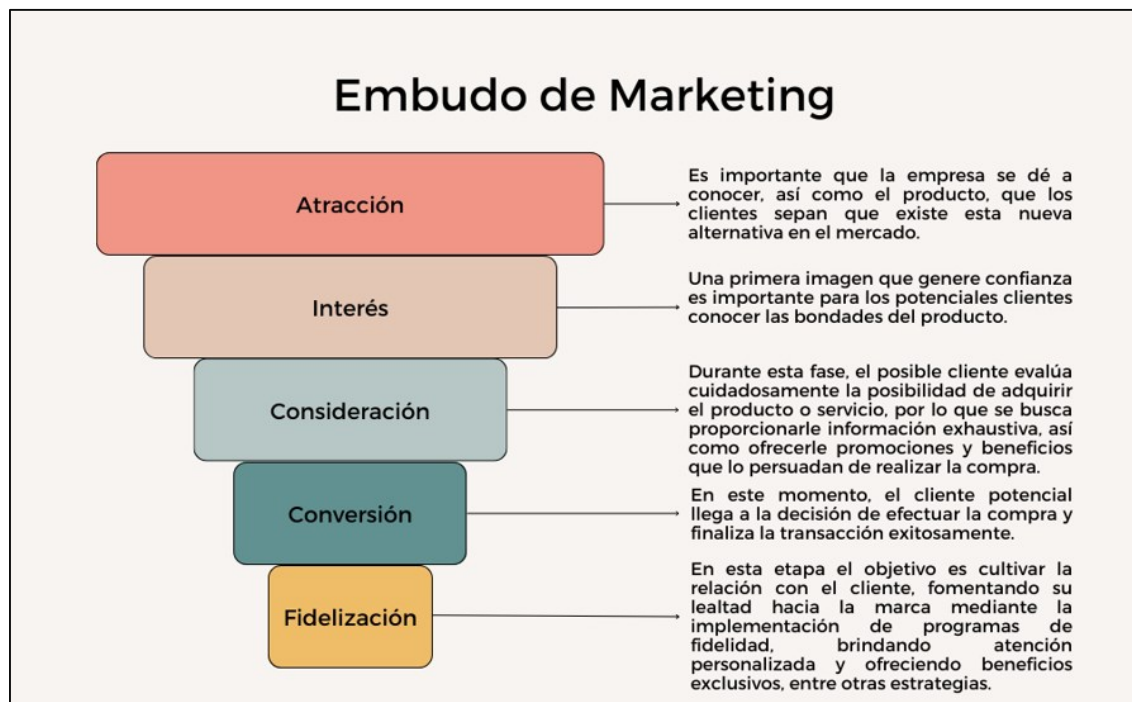 Embudo de Marketing
Atracción
Es importante que la empresa se dé a
conocer, así como el producto, que los
clientes sepan que existe esta nueva
alternativa en el mercado.
Interés
Una primera imagen que genere confianza
es importante para los potenciales clientes
conocer las bondades del producto.
Consideración
Durante esta fase, el posible cliente evalúa
cuidadosamente la posibilidad de adquirir
el producto o servicio, por lo que se busca
proporcionarle información exhaustiva, así
como ofrecerle promociones y beneficios
que lo persuadan de realizar la compra.
Conversión
En este momento, el cliente potencial
llega a la decisión de efectuar la compra y
finaliza la transacción exitosamente.
Fidelización
En esta etapa el objetivo es cultivar la
relación con el cliente, fomentando su
lealtad hacia la marca mediante la
implementación de programas de
fidelidad, brindando atención
personalizada y ofreciendo beneficios
exclusivos, entre otras estrategias.